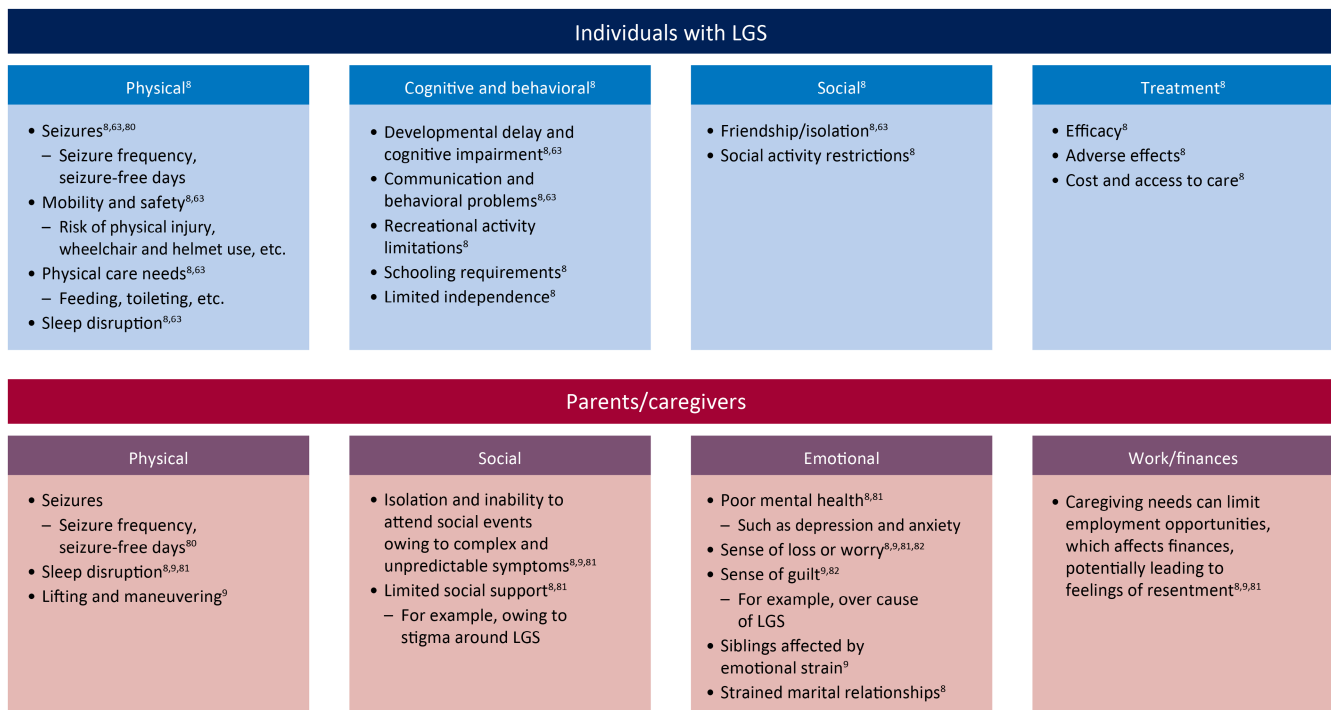 Individuals with LGS
Physical8
• Seizures8,63,80
– Seizure frequency,
seizure-free days
• Mobility and safety8,63
– Risk of physical injury,
wheelchair and helmet use, etc.
• Physical care needs8,63
– Feeding, toileting, etc.
• Sleep disruption8,63
Cognitive and behavioral8
• Developmental delay and
cognitive impairment8,63
• Communication and
behavioral problems8,63
• Recreational activity
limitations8
• Schooling requirements8
• Limited independence8
Social8
• Friendship/isolation8,63
• Social activity restrictions8
Treatment8
• Efficacy8
• Adverse effects8
• Cost and access to care8
Parents/caregivers
Physical
• Seizures
– Seizure frequency,
seizure-free days80
• Sleep disruption8,9,81
• Lifting and maneuvering9
Social
• Isolation and inability to
attend social events
owing to complex and
unpredictable symptoms8,9,81
• Limited social support8,81
– For example, owing to
stigma around LGS
Emotional
• Poor mental health8,81
– Such as depression and anxiety
• Sense of loss or worry8,9,81,82
• Sense of guilt9,82
– For example, over cause
of LGS
• Siblings affected by
emotional strain9
• Strained marital relationships8
Work/finances
• Caregiving needs can limit
employment opportunities,
which affects finances,
potentially leading to
feelings of resentment8,9,81